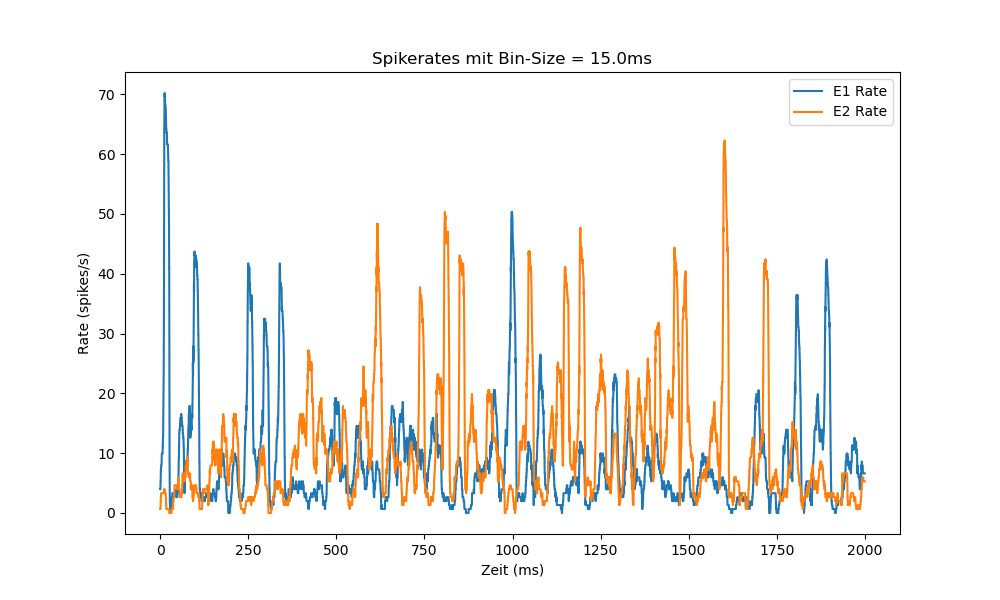 Spikerates mit Bin-Size = 15.0ms
E1 Rate
E2 Rate
70
60
50
40
30
20
10
0
Rate (spikes/s)
0 250 500 750 1000 1250 1500 1750 2000
Zeit (ms)